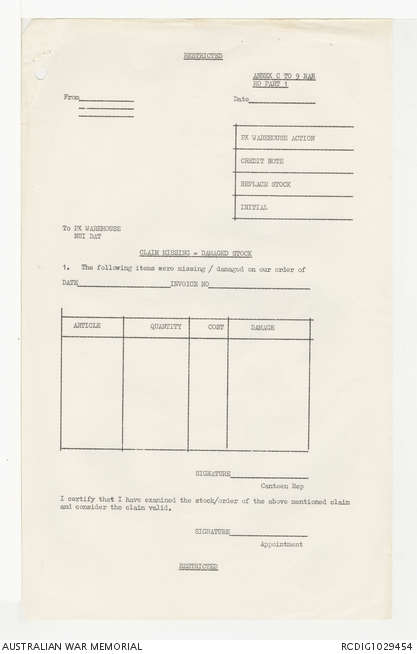 RESTRICTED
ANNEX C TO 9 RAR
RO PART 1
From
Date
PX WAREHOUSE ACTION
CREDIT NOTE
REPLACE STOCK
INITIAL
To PX WAREHOUSE
NUI DAT
CLAIM MISSING - DAMAGED STOCK
1. The following items were missing / damaged on our order of
DATE INVOICE NO
ARTICLE QUANTITY COST DAMAGE
SIGNATURE
Canteen Rep
I certify that I have examined the stock/order of the above mentioned claim
and consider the claim valid.
SIGNATURE
Appointment
RESTRICTED
AUSTRALIAN WAR MEMORIAL RCDIG1029454